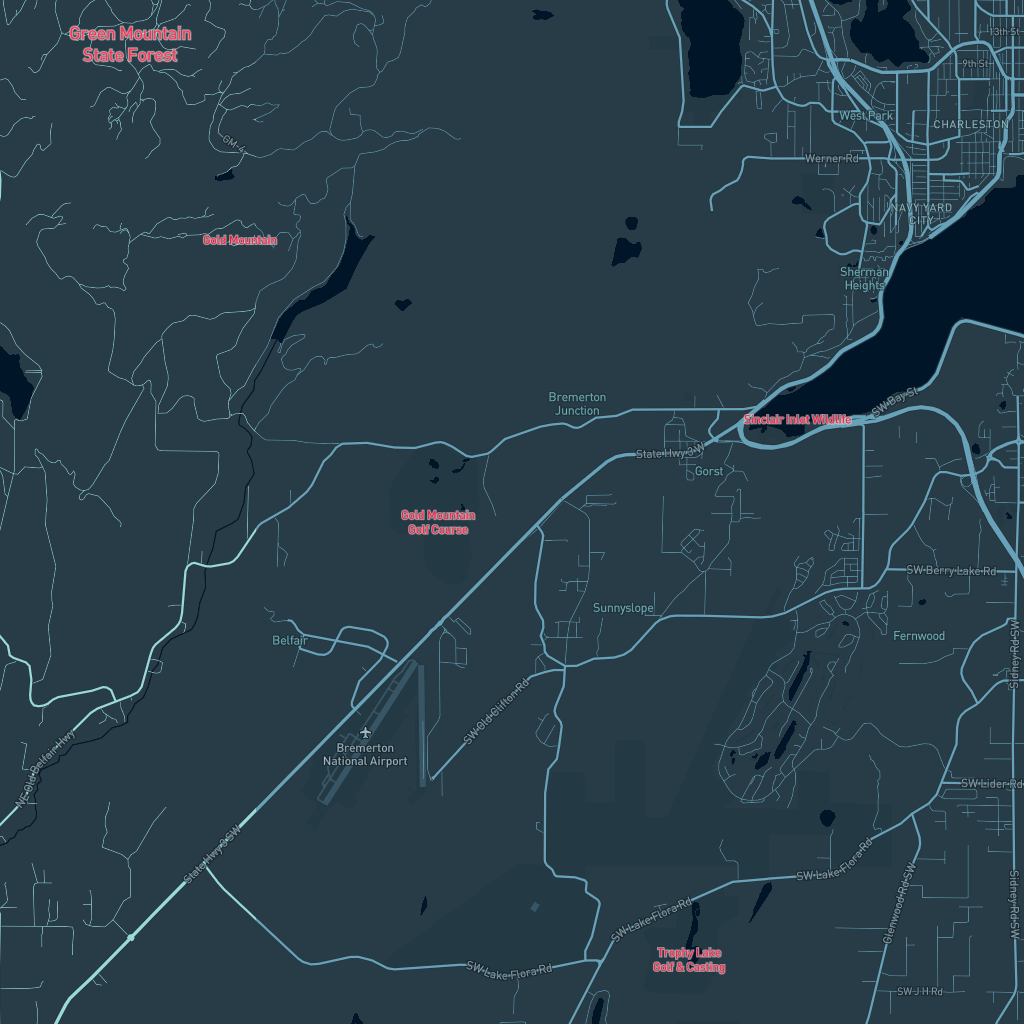 Green Mountain
State Forest
13th St
9th St
West Park
CHARLESTON
GM-4
Werner Rd
NAVY YARD
CITY
Gold Mountain
Sherman
Heights
Bremerton
Junction
SW Bay St
Sinclair Inlet Wildlife
State Hwy 3 W
Gorst
Gold Mountain
Golf Course
SW Berry Lake Rd
Sunnyslope
Belfair
Fernwood
Sidney Rd SW
SW Old Clifton Rd
Bremerton
National Airport
NE Old Belfair Hwy
SW Lider Rd
State Hwy 3 SW
SW Lake Flora Rd
Glenwood Rd SW
Sidney Rd SW
SW Lake Flora Rd
Trophy Lake
Golf & Casting
SW Lake Flora Rd
SW J H Rd